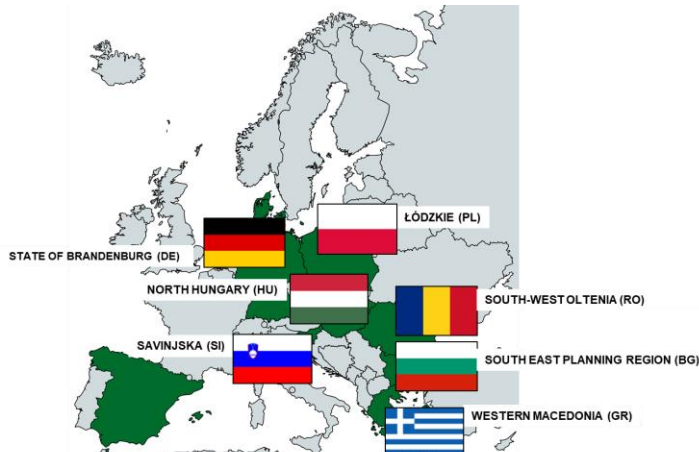 ŁÓDZKIE (PL)
STATE OF BRANDENBURG (DE)
NORTH HUNGARY (HU)
SOUTH-WEST OLTENIA (RO)
SAVINJSKA (SI)
SOUTH EAST PLANNING REGION (BG)
WESTERN MACEDONIA (GR)